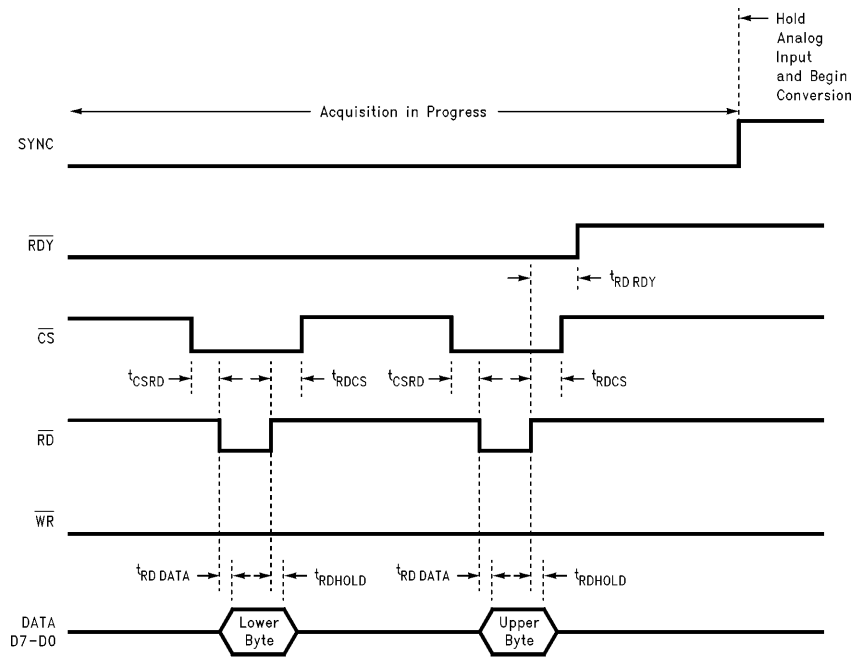 Hold
Analog
Input
and Begin
Conversion
Acquisition in Progress
SYNC
RDY
tRD RDY
CS
tCSRD
tRDCS
tCSRD
tRDCS
RD
WR
tRD DATA
tRDHOLD
tRD DATA
tRDHOLD
DATA
D7-D0
Lower
Byte
Upper
Byte